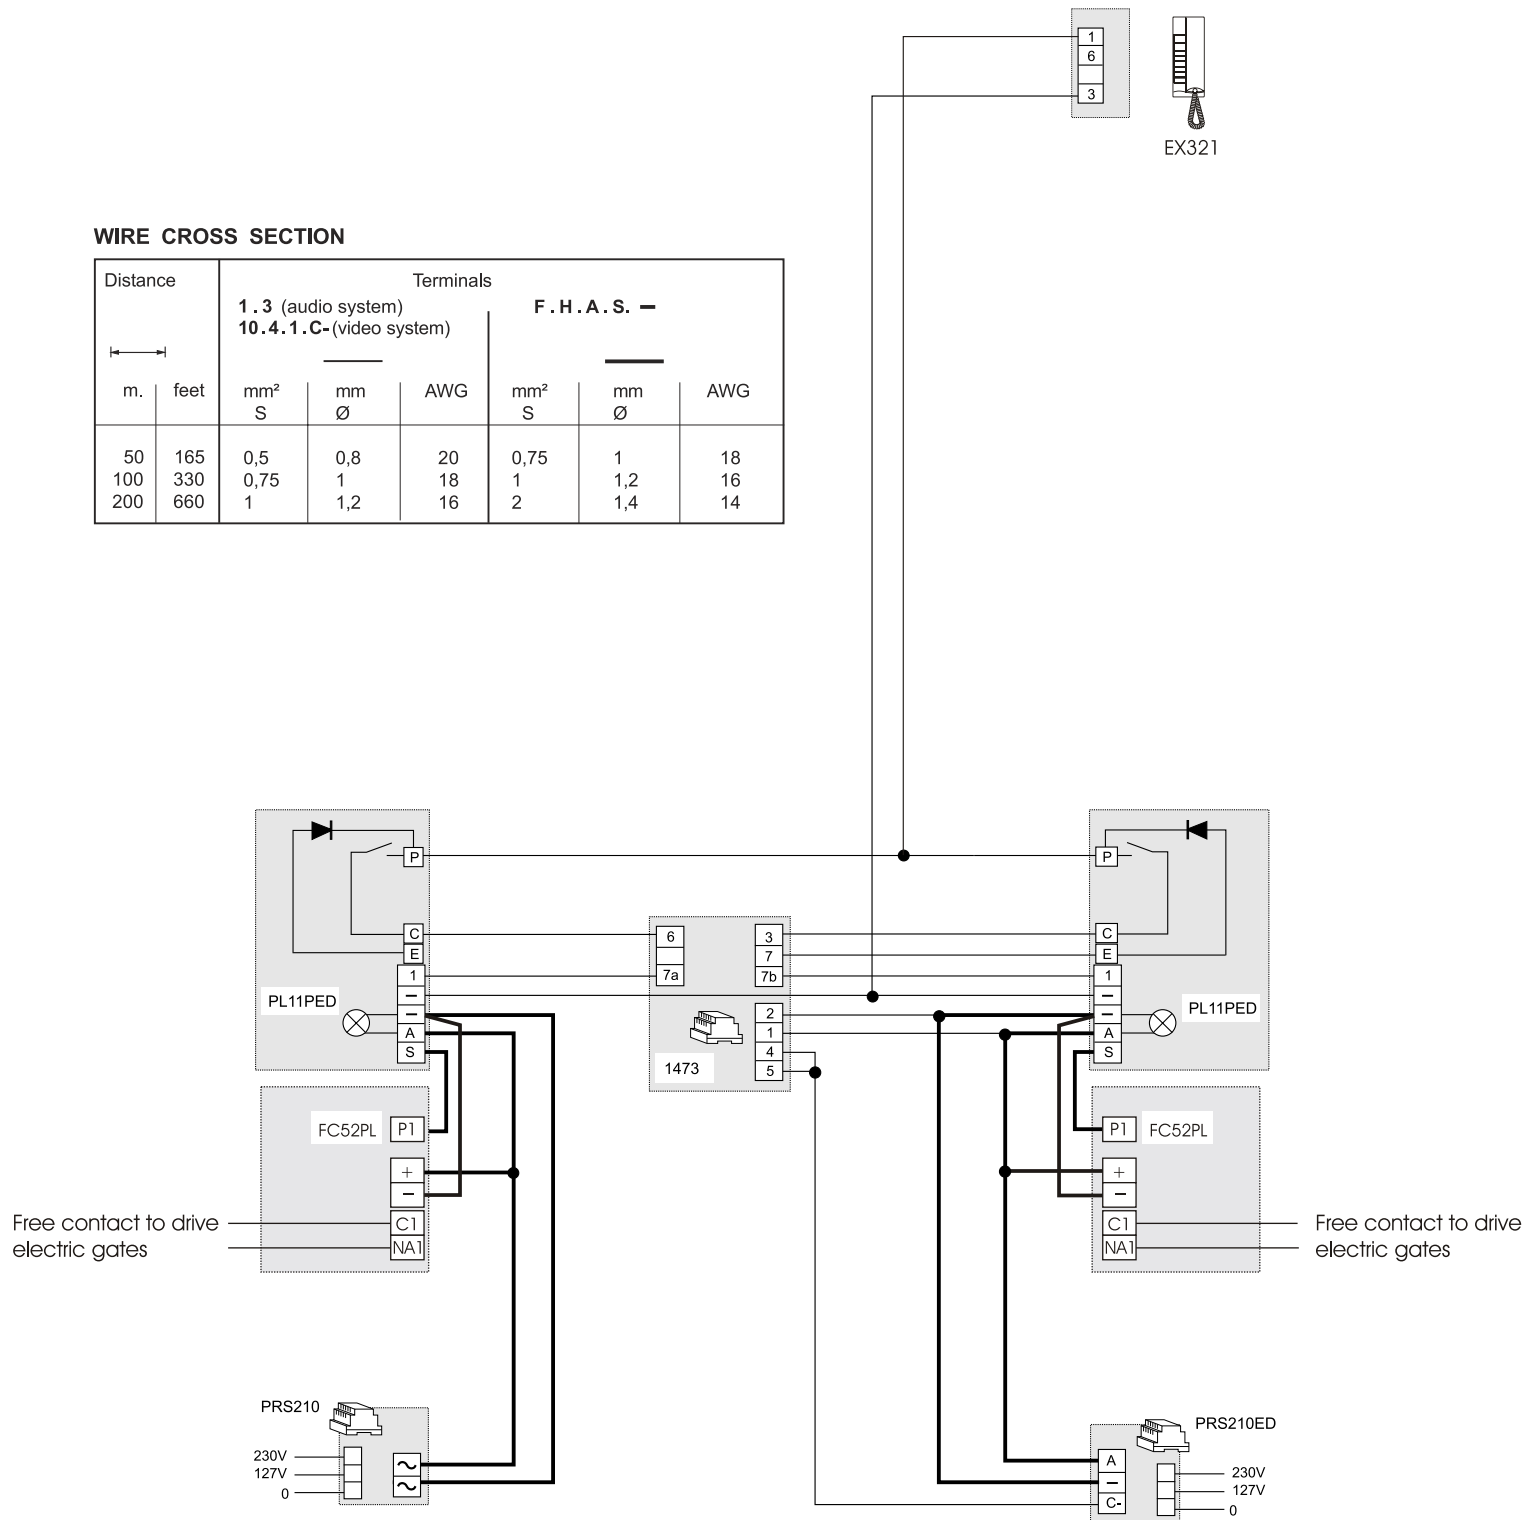 1
6
3
EX321
WIRE CROSS SECTION
Distance Terminals
1.3 (audio system) F.H.A.S. –
10.4.1.C- (video system)
m. feet mm² mm AWG mm² mm AWG
S Ø S Ø
50 165 0,5 0,8 20 0,75 1 18
100 330 0,75 1 18 1 1,2 16
200 660 1 1,2 16 2 1,4 14
P
C
E
1
–
–
A
S
PL11PED
6
7a
3
7
7b
2
1
4
5
1473
P
C
E
1
–
–
A
S
PL11PED
FC52PL P1
+
–
C1
NA1
Free contact to drive
electric gates
P1 FC52PL
+
–
C1
NA1
Free contact to drive
electric gates
PRS210
230V
127V
0
~
~
PRS210ED
A
–
C-
230V
127V
0